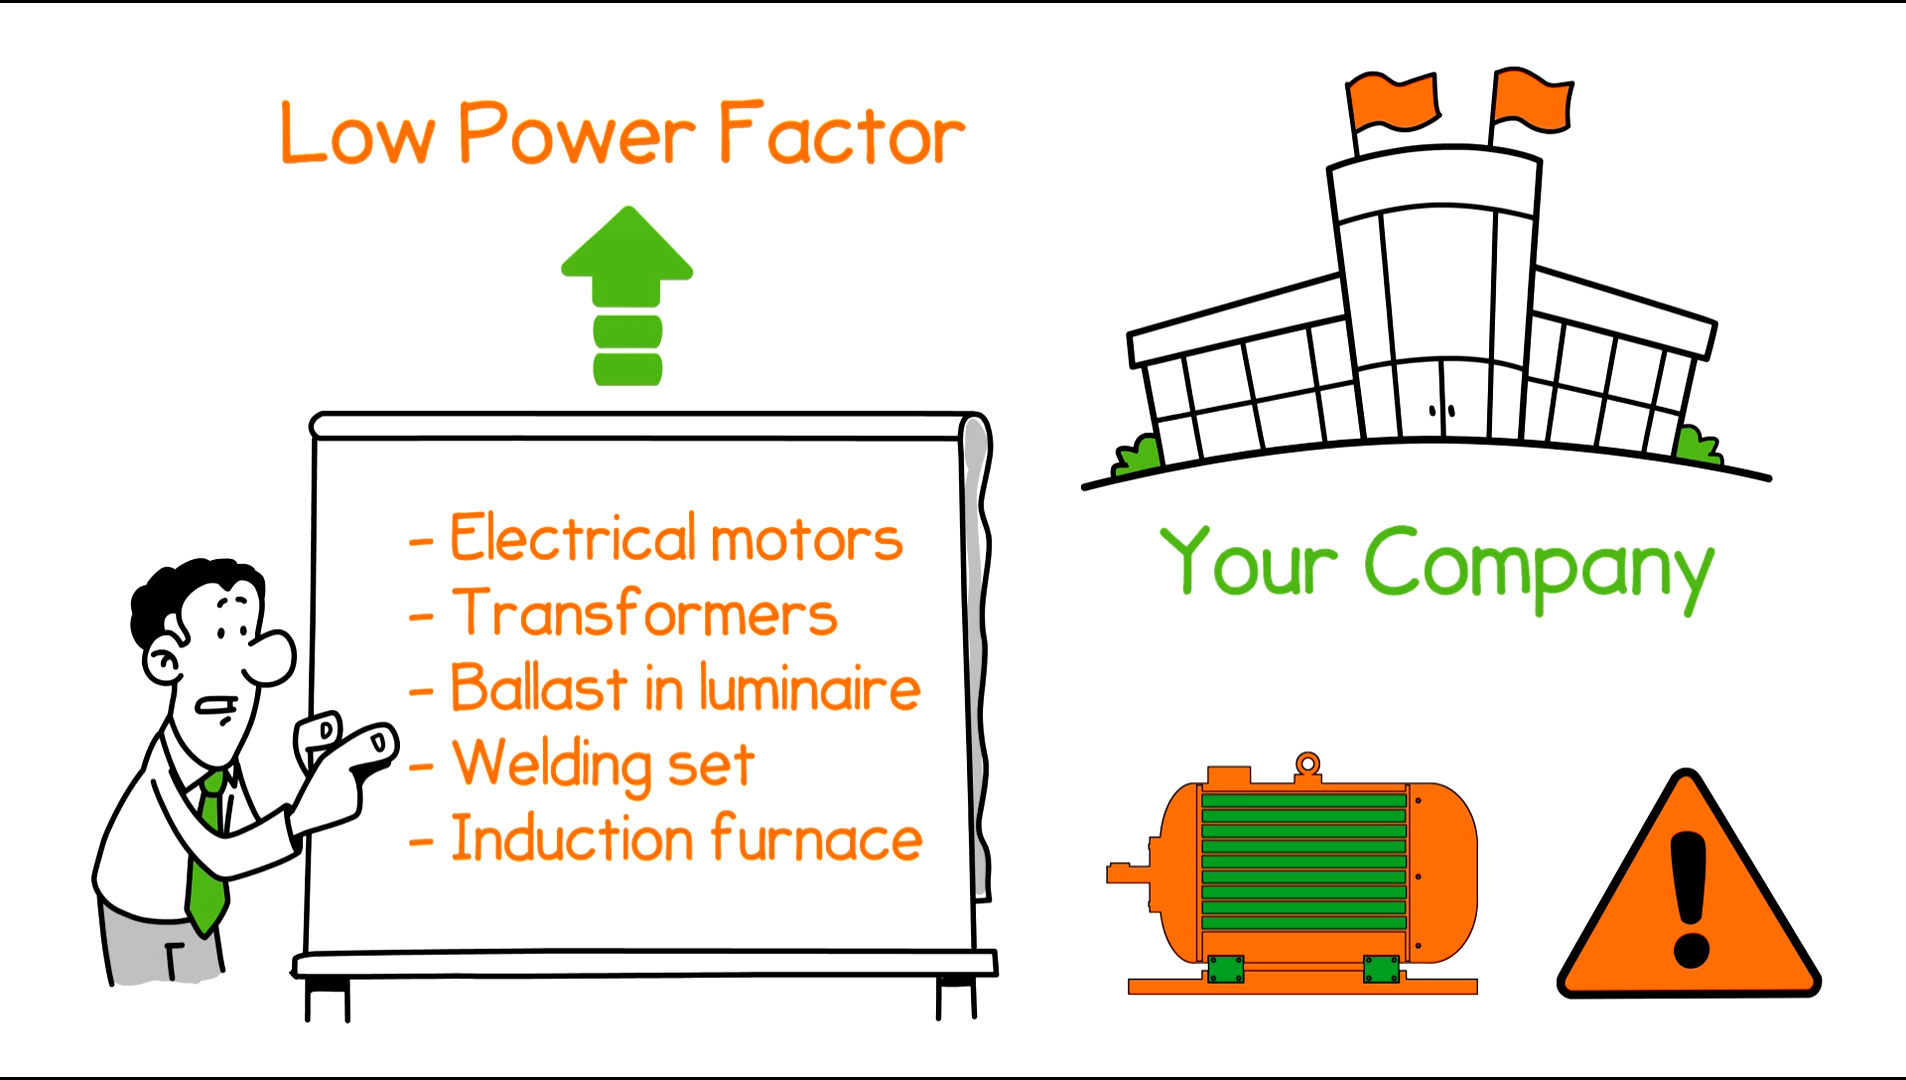 Low Power Factor
- Electrical motors
- Transformers
- Ballast in luminaire
- Welding set
- Induction furnace
Your Company